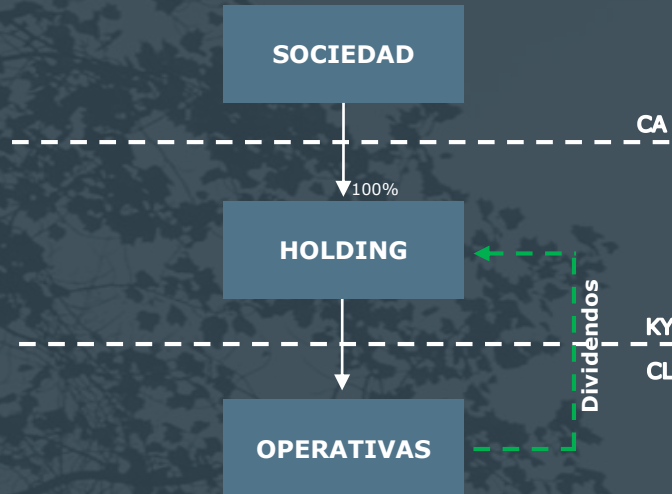 SOCIEDAD
CA
100%
HOLDING
Dividendos
KY
CL
OPERATIVAS